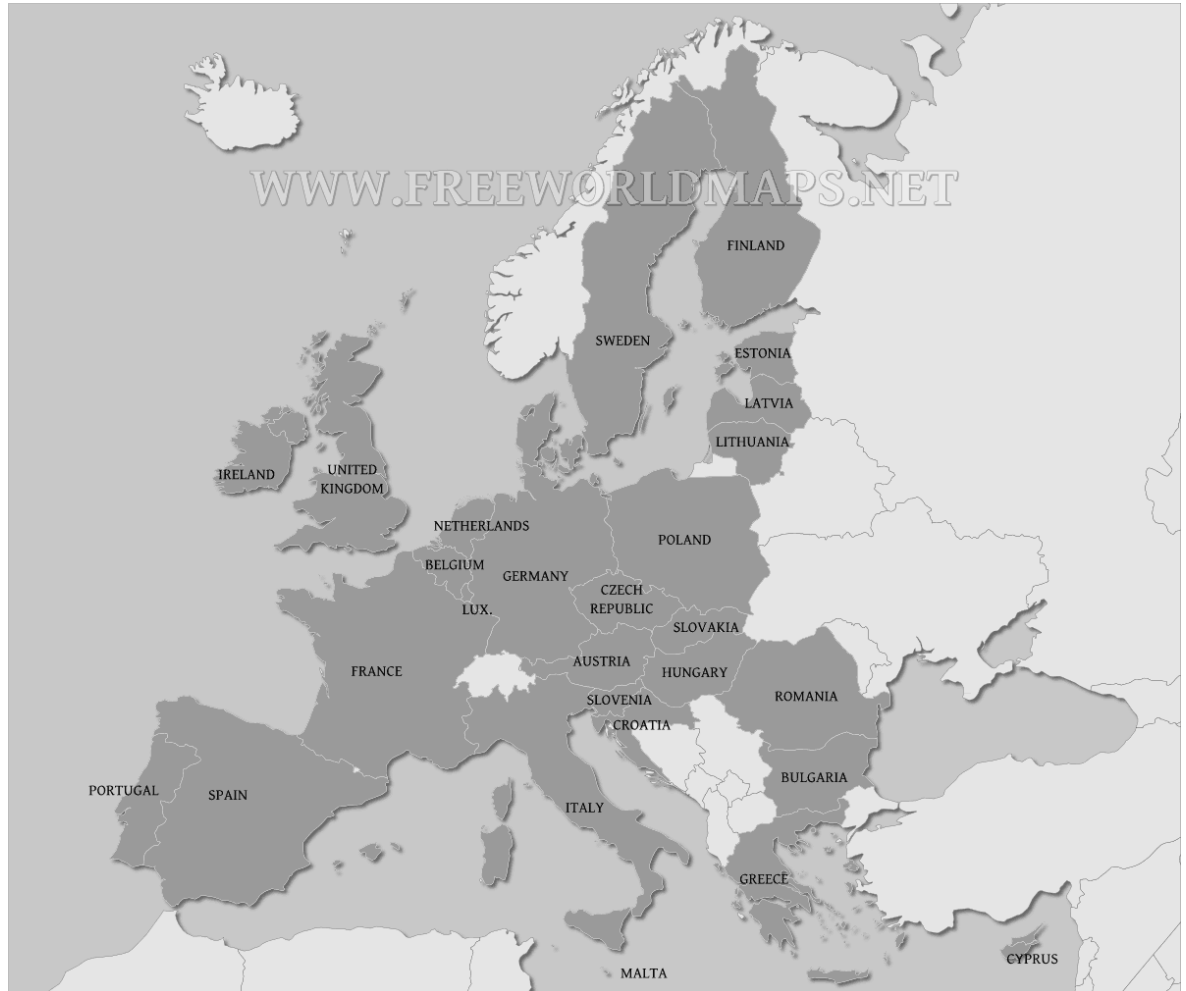 WWW.FREEWORLDMAPS.NET
FINLAND
SWEDEN
ESTONIA
LATVIA
LITHUANIA
IRELAND
UNITED
KINGDOM
NETHERLANDS
POLAND
BELGIUM
GERMANY
CZECH
REPUBLIC
LUX.
SLOVAKIA
AUSTRIA
FRANCE
HUNGARY
ROMANIA
SLOVENIA
CROATIA
BULGARIA
PORTUGAL
SPAIN
ITALY
GREECE
CYPRUS
MALTA